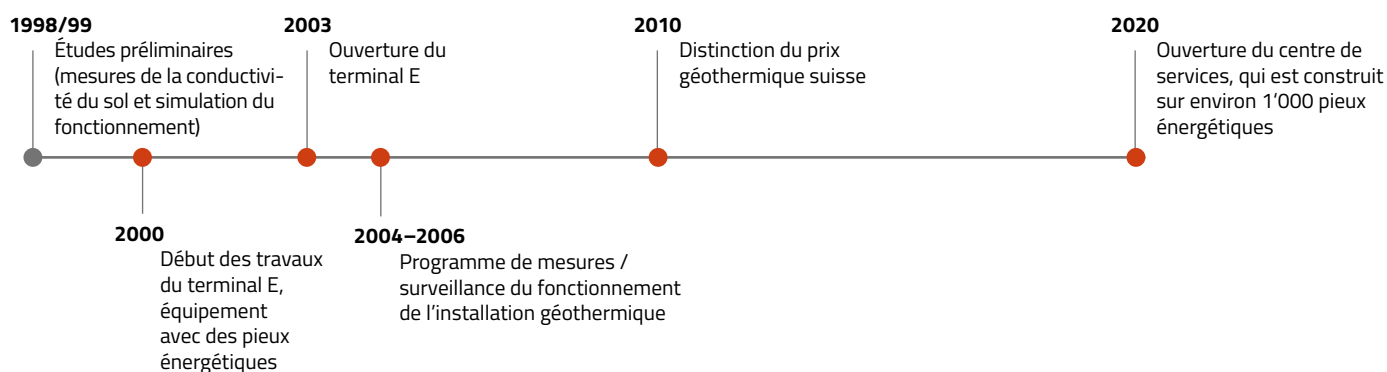 1998/99
Études préliminaires
(mesures de la conductivi-
té du sol et simulation du
fonctionnement)
2000
Début des travaux
du terminal E,
équipement
avec des pieux
énergétiques
2003
Ouverture du
terminal E
2004–2006
Programme de mesures /
surveillance du fonctionnement
de l’installation géothermique
2010
Distinction du prix
géothermique suisse
2020
Ouverture du centre de
services, qui est construit
sur environ 1‘000 pieux
énergétiques